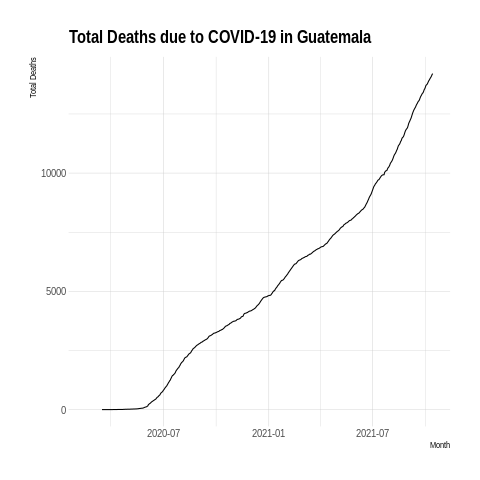 Total Deaths due to COVID-19 in Guatemala
Total Deaths
10000
5000
0
2020-07
2021-01
2021-07
Month